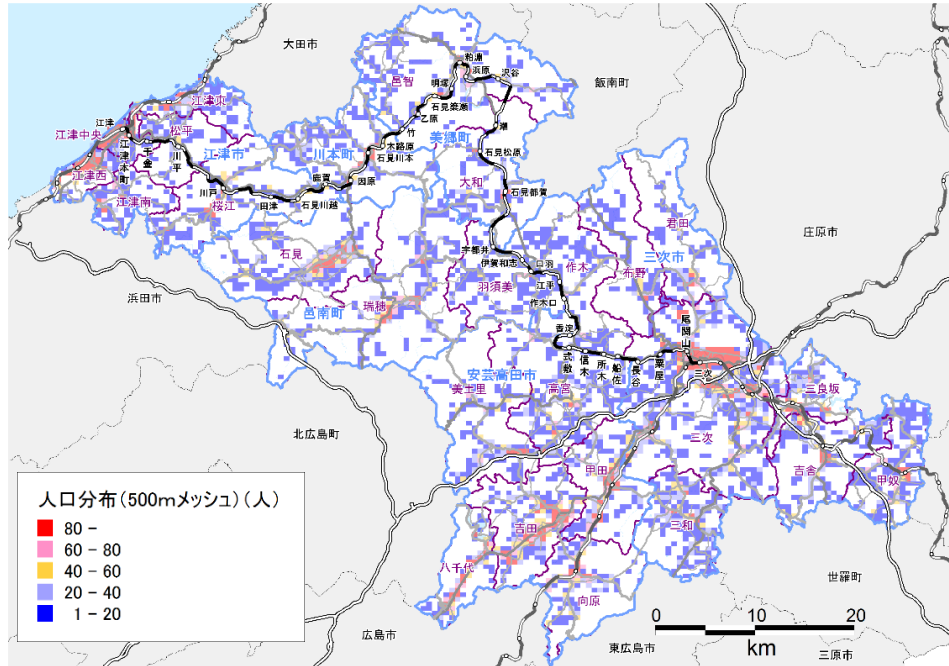 大田市
飯南町
粕淵
浜原
沢谷
邑智
明塚
石見簗瀬
乙原
竹
木路原
石見川本
潮
石見松原
石見都賀
美郷町
大和
江津東
江津
松平
江津中央
江津市
川本町
江津西
江津本町
千金
川平
鹿賀
因原
江津南
川戸
桜江
田津
石見川越
君田
庄原市
石見
宇都井
伊賀和志
口羽
作木
布野
三次市
浜田市
瑞穂
羽須美
江平
作木口
邑南町
尾関山
香淀
式敷
信木
所木
船佐
長谷
粟屋
三次
安芸高田市
美土里
高宮
三良坂
北広島町
三次
甲田
吉舎
甲奴
人口分布(500mメッシュ)(人)
80 -
60 - 80
40 - 60
20 - 40
1 - 20
吉田
三和
八千代
向原
世羅町
0 10 20
km
広島市
東広島市
三原市